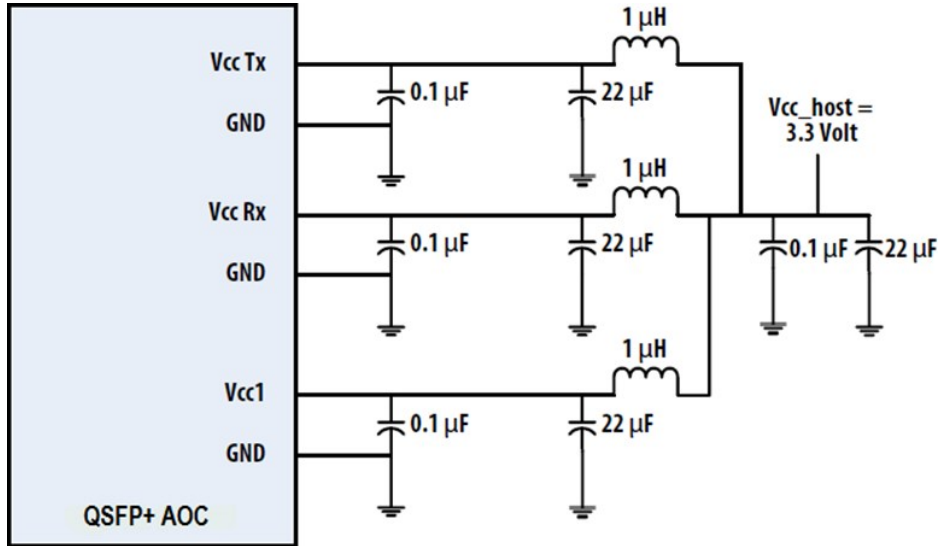 1 μH
Vcc Tx
0.1 μF
22 μF
GND
Vcc_host =
3.3 Volt
1 μH
Vcc Rx
0.1 μF
22 μF
0.1 μF
22 μF
GND
1 μH
Vcc1
0.1 μF
22 μF
GND
QSFP+ AOC